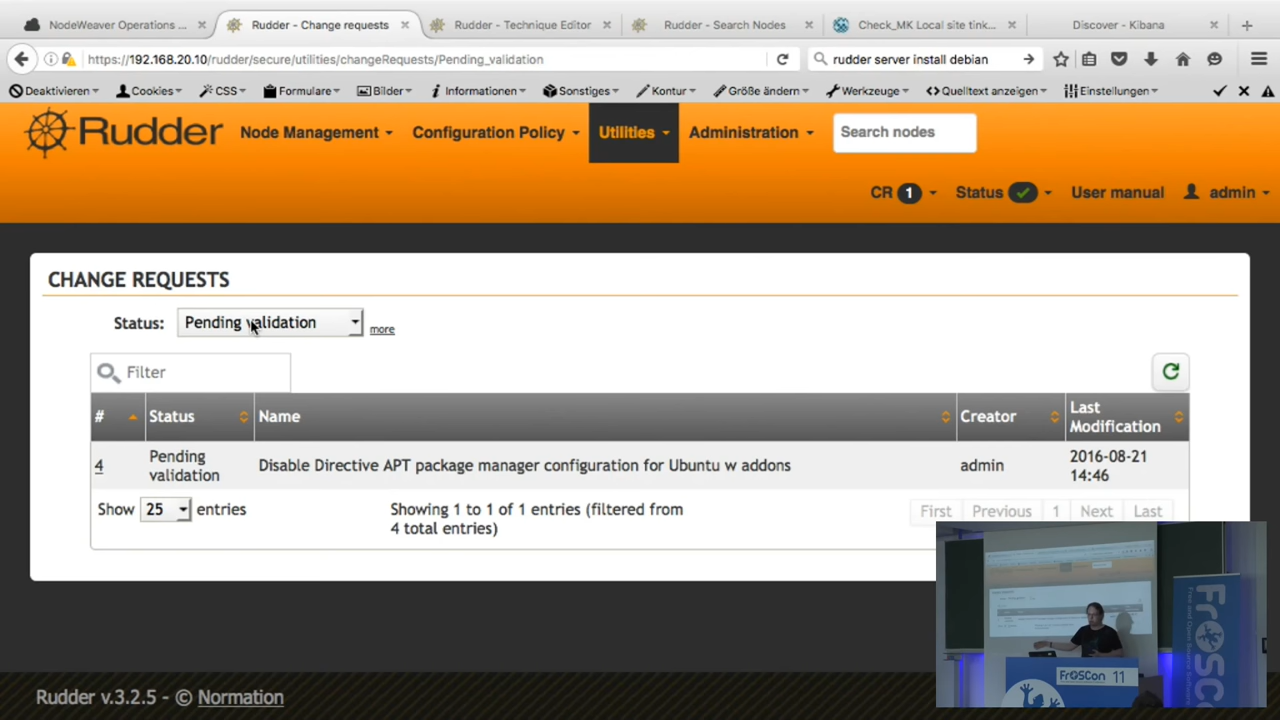 NodeWeaver Operations ...
Rudder - Change requests
Rudder - Technique Editor
Rudder - Search Nodes
Check_MK Local site tink...
Discover - Kibana
https://192.168.20.10/rudder/secure/utilities/changeRequests/Pending_validation
rudder server install debian
Deaktivieren
Cookies
CSS
Formulare
Bilder
Informationen
Sonstiges
Kontur
Größe ändern
Werkzeuge
Quelltext anzeigen
Einstellungen
Rudder
Node Management
Configuration Policy
Utilities
Administration
Search nodes
CR 1
Status
User manual
admin
CHANGE REQUESTS
Status:
Pending validation
more
Filter
#
Status
Name
Creator
Last
Modification
4
Pending
validation
Disable Directive APT package manager configuration for Ubuntu w addons
admin
2016-08-21
14:46
Show 25 entries
Showing 1 to 1 of 1 entries (filtered from
4 total entries)
First
Previous
1
Next
Last
Rudder v.3.2.5 - © Normation
FrOSCon 11
FrOSC